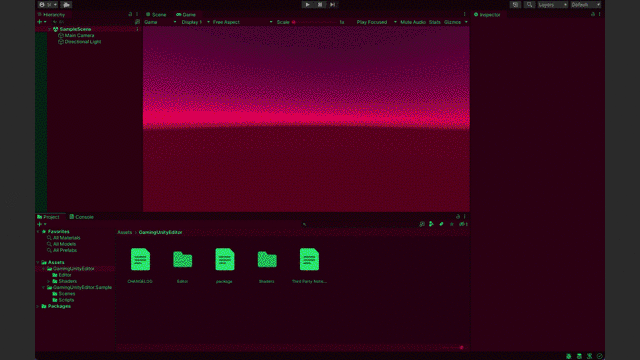 Hierarchy
All
SampleScene
Main Camera
Directional Light
Scene
Game
Game
Display 1
Free Aspect
Scale
1x
Play Focused
Mute Audio
Stats
Gizmos
Inspector
Layers
Default
Project
Console
Favorites
All Materials
All Models
All Prefabs
Assets
GamingUnityEditor
Editor
Shaders
GamingUnityEditor.Sample
Scenes
Scripts
Packages
Assets > GamingUnityEditor
CHANGELOG
Editor
package
Shaders
Third Party Notic...